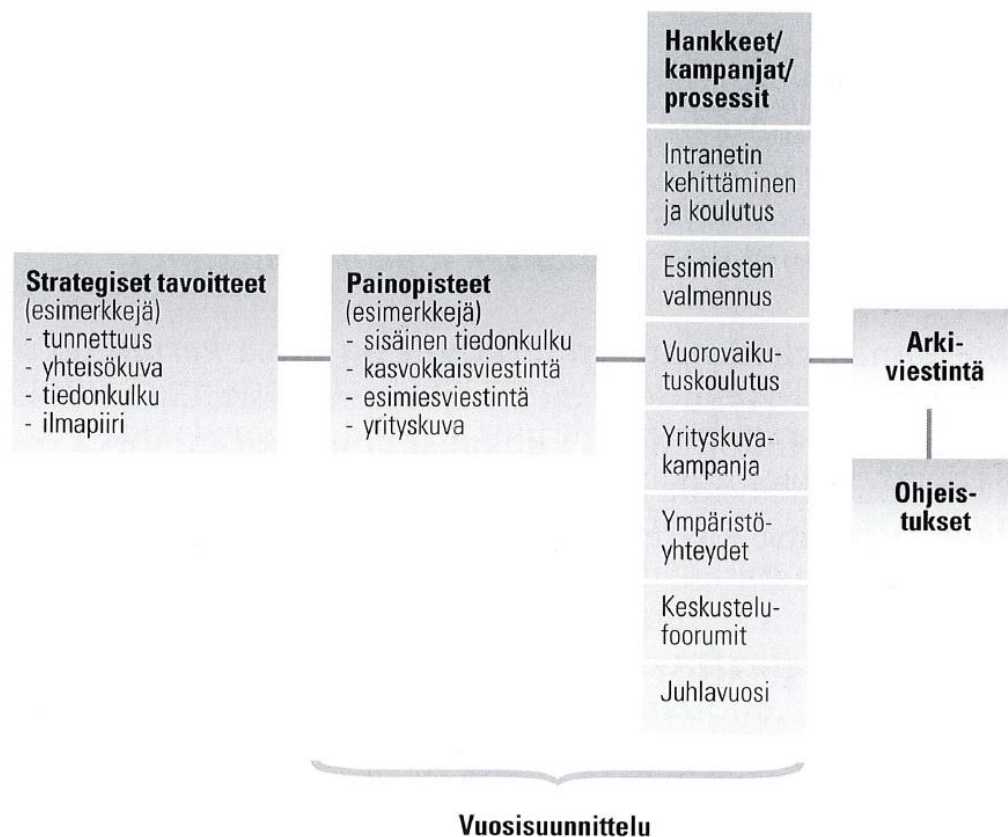 Strategiset tavoitteet
(esimerkkejä)
- tunnettuus
- yhteisökuva
- tiedonkulku
- ilmapiiri
Painopisteet
(esimerkkejä)
- sisäinen tiedonkulku
- kasvokkaisviestintä
- esimiesviestintä
- yrityskuva
Hankkeet/
kampanjat/
prosessit
Intranetin
kehittäminen
ja koulutus
Esimiesten
valmennus
Vuorovaiku-
tuskoulutus
Yrityskuva-
kampanja
Ympäristö-
yhteydet
Keskustelu-
foorumit
Juhlavuosi
Arki-
viestintä
Ohjeis-
tukset
Vuosisuunnittelu